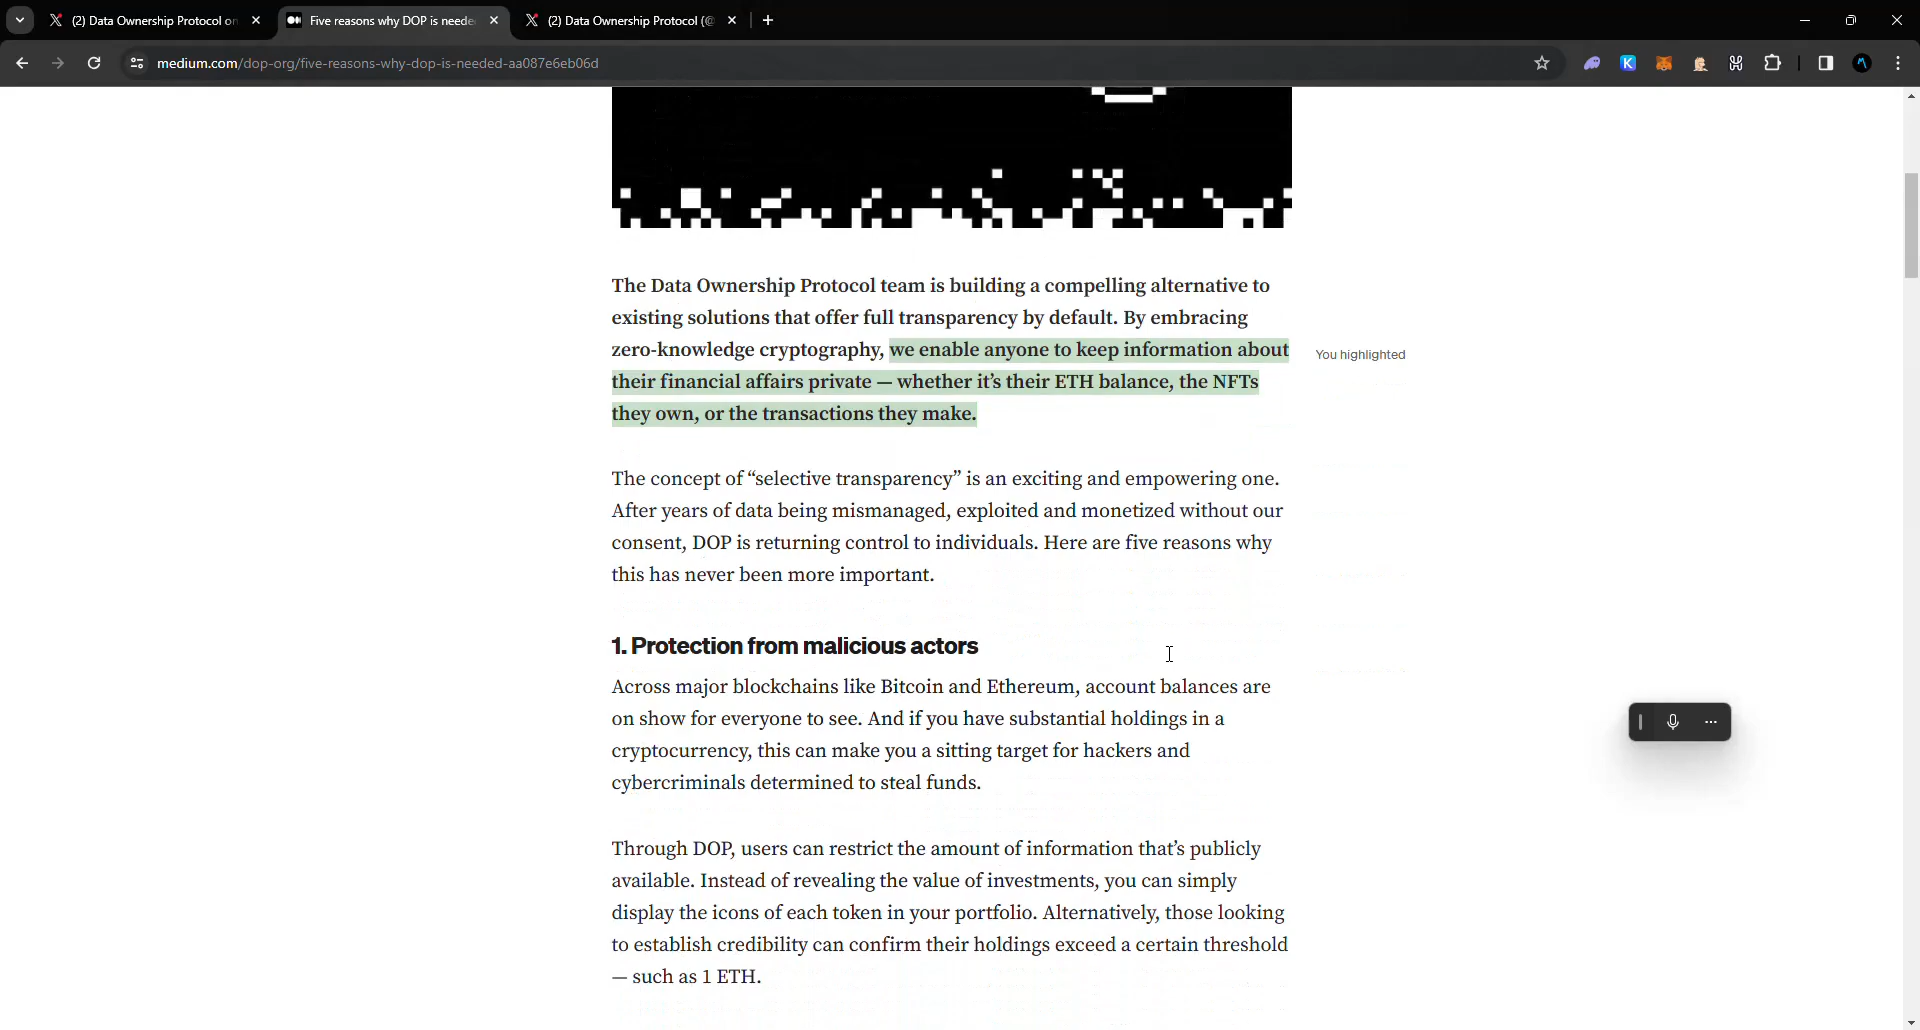 (2) Data Ownership Protocol on
Five reasons why DOP is neede
(2) Data Ownership Protocol (@
medium.com/dop-org/five-reasons-why-dop-is-needed-aa087e6eb06d
The Data Ownership Protocol team is building a compelling alternative to
existing solutions that offer full transparency by default. By embracing
zero-knowledge cryptography, we enable anyone to keep information about
their financial affairs private — whether it’s their ETH balance, the NFTs
they own, or the transactions they make.
You highlighted
The concept of “selective transparency” is an exciting and empowering one.
After years of data being mismanaged, exploited and monetized without our
consent, DOP is returning control to individuals. Here are five reasons why
this has never been more important.
1. Protection from malicious actors
Across major blockchains like Bitcoin and Ethereum, account balances are
on show for everyone to see. And if you have substantial holdings in a
cryptocurrency, this can make you a sitting target for hackers and
cybercriminals determined to steal funds.
Through DOP, users can restrict the amount of information that’s publicly
available. Instead of revealing the value of investments, you can simply
display the icons of each token in your portfolio. Alternatively, those looking
to establish credibility can confirm their holdings exceed a certain threshold
— such as 1 ETH.